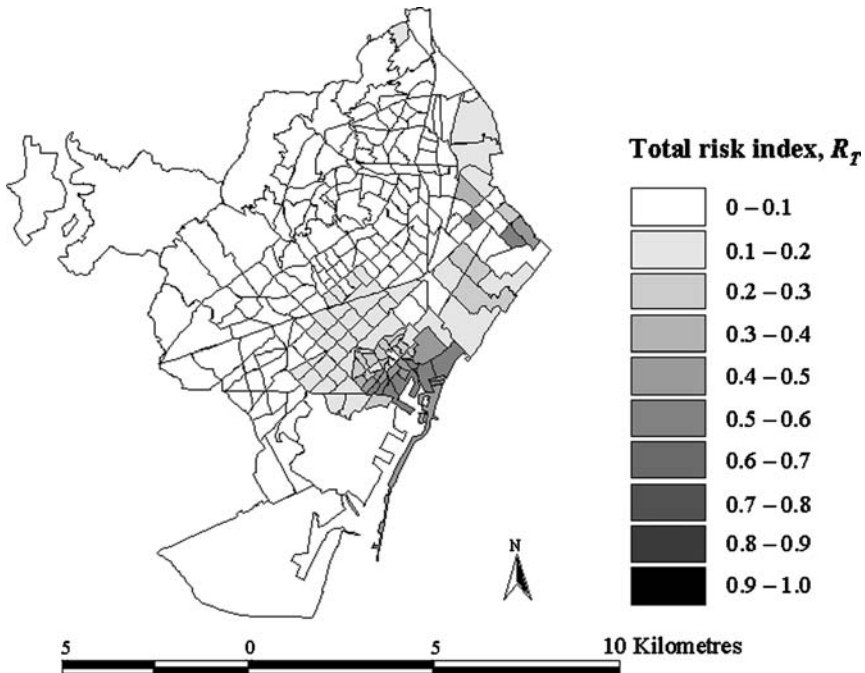 Total risk index, R_T
0 – 0.1
0.1 – 0.2
0.2 – 0.3
0.3 – 0.4
0.4 – 0.5
0.5 – 0.6
0.6 – 0.7
0.7 – 0.8
0.8 – 0.9
0.9 – 1.0
N
5 0 5 10 Kilometres